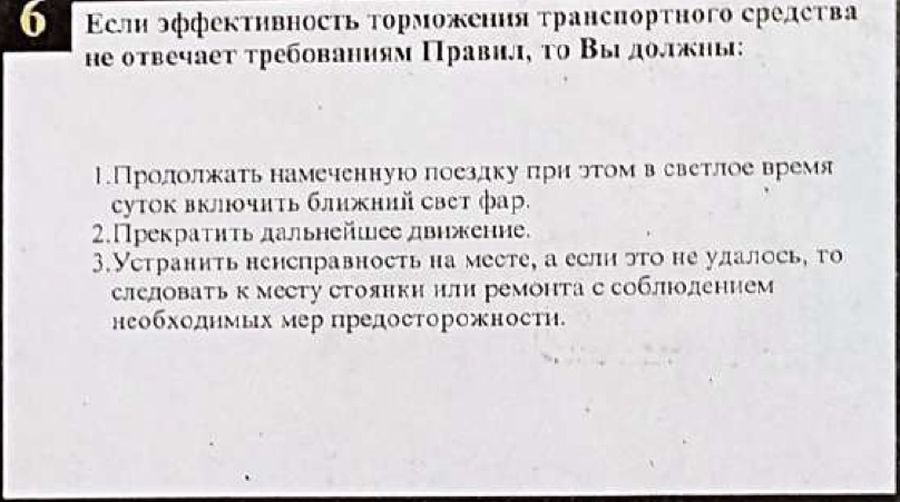 6
Если эффективность торможения транспортного средства
не отвечает требованиям Правил, то Вы должны:
1.Продолжать намеченную поездку при этом в светлое время
суток включить ближний свет фар.
2.Прекратить дальнейшее движение.
3.Устранить неисправность на месте, а если это не удалось, то
следовать к месту стоянки или ремонта с соблюдением
необходимых мер предосторожности.